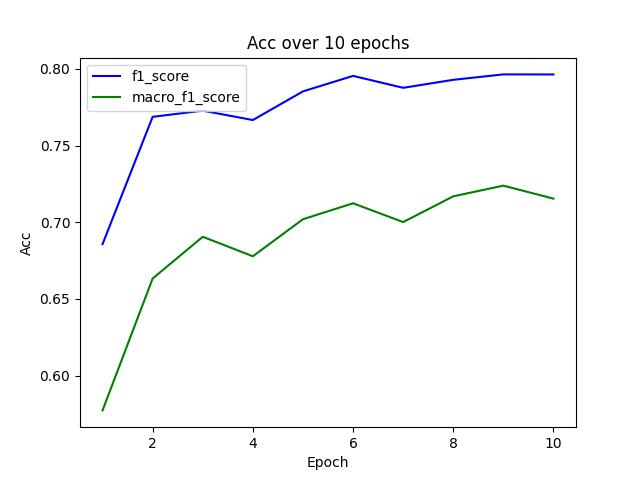 Acc over 10 epochs
f1_score
macro_f1_score
0.80
0.75
0.70
0.65
0.60
Acc
2 4 6 8 10
Epoch